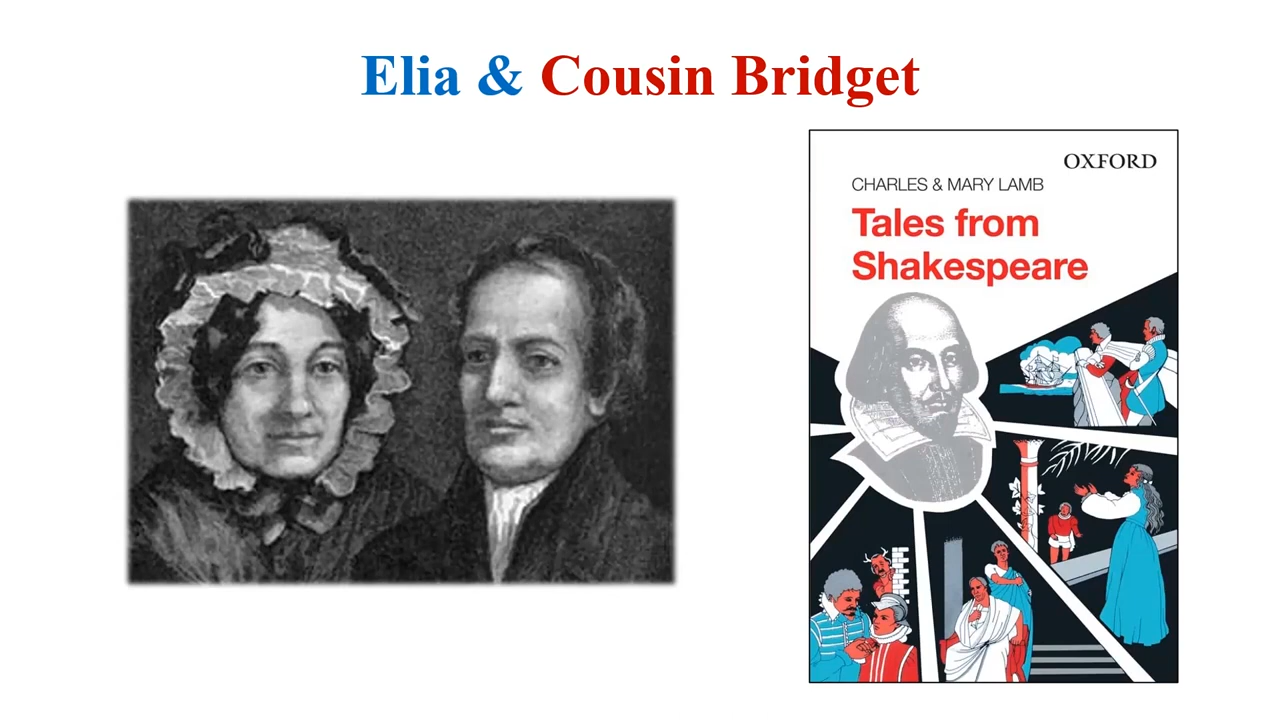 Elia & Cousin Bridget
OXFORD
CHARLES & MARY LAMB
Tales from
Shakespeare